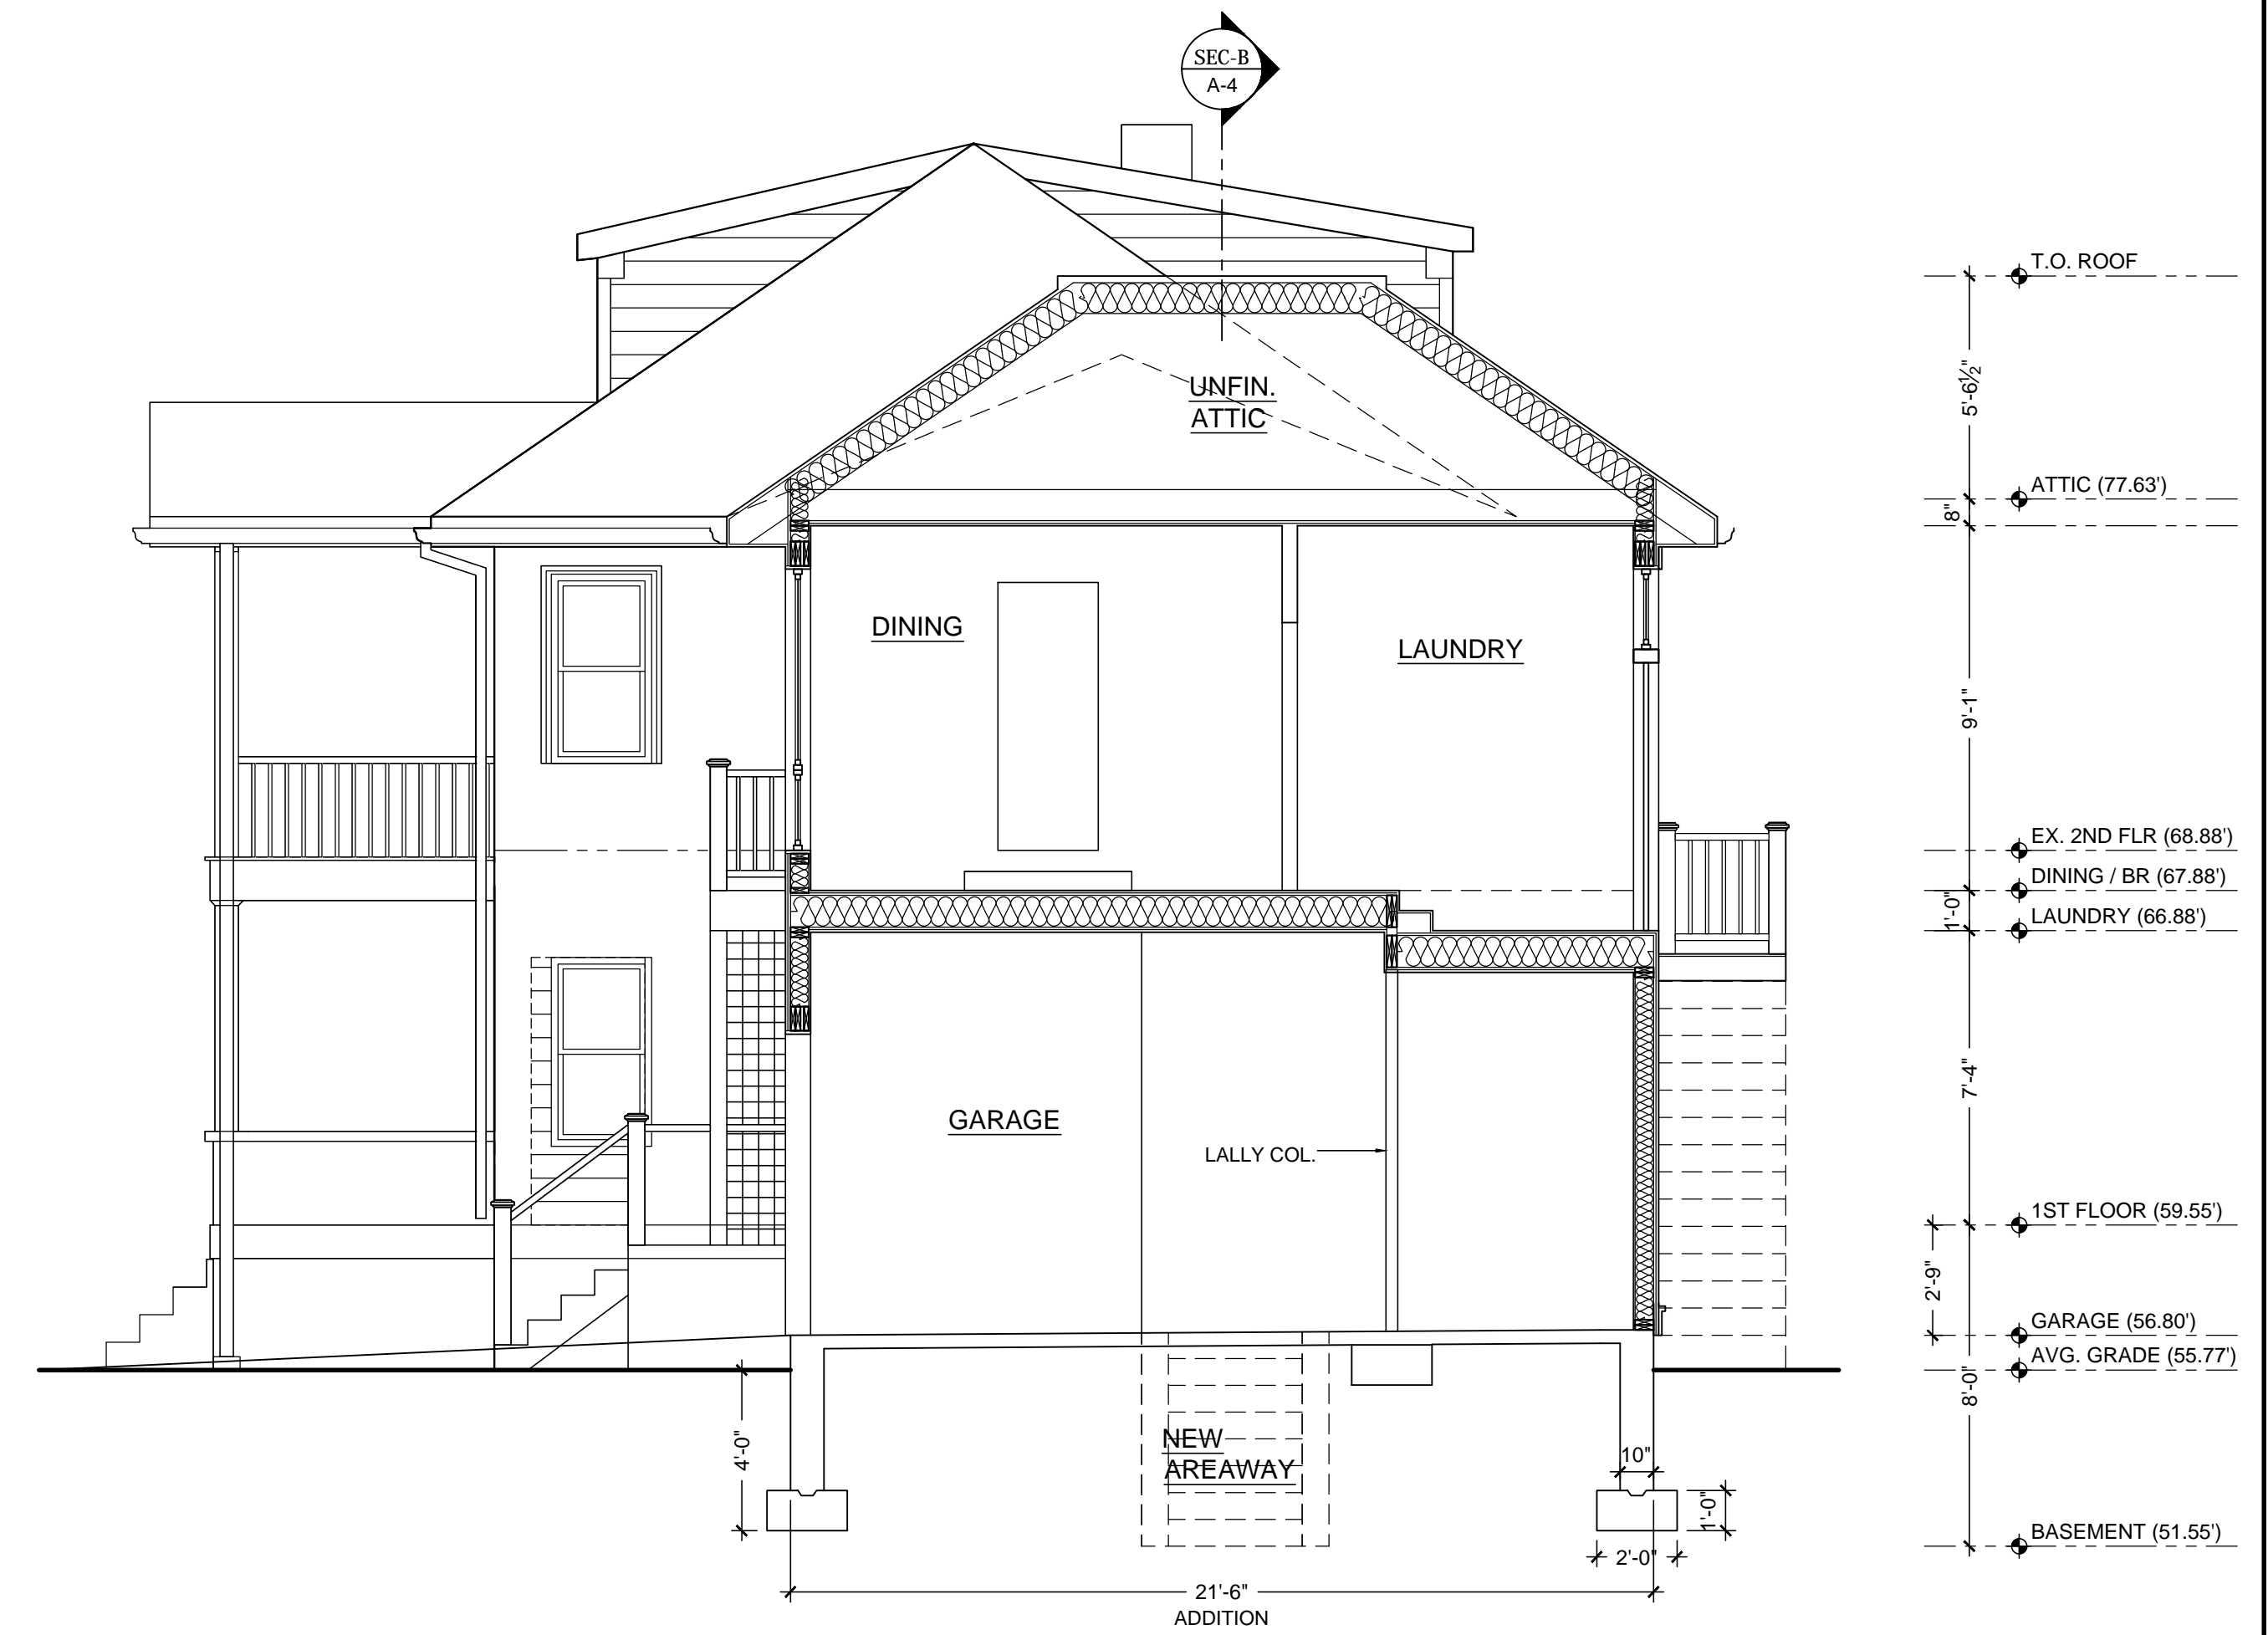 SEC-B
A-4
T.O. ROOF
5'-6½"
UNFIN.
ATTIC
ATTIC (77.63')
8"
DINING
LAUNDRY
9'-1"
EX. 2ND FLR (68.88')
DINING / BR (67.88')
1'-0"
LAUNDRY (66.88')
7'-4"
GARAGE
LALLY COL.
1ST FLOOR (59.55')
2'-9"
GARAGE (56.80')
AVG. GRADE (55.77')
8'-0"
4'-0"
NEW
AREAWAY
10"
1'-0"
BASEMENT (51.55')
2'-0"
21'-6"
ADDITION